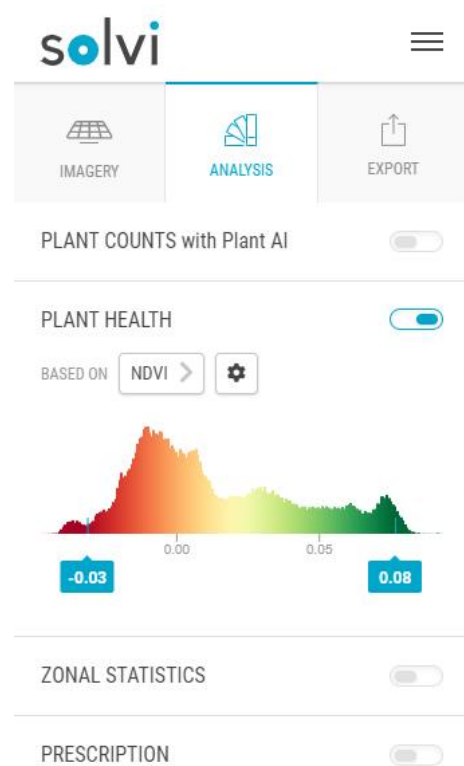 solvi
IMAGERY
ANALYSIS
EXPORT
PLANT COUNTS with Plant AI
PLANT HEALTH
BASED ON NDVI
0.00 0.05
-0.03 0.08
ZONAL STATISTICS
PRESCRIPTION